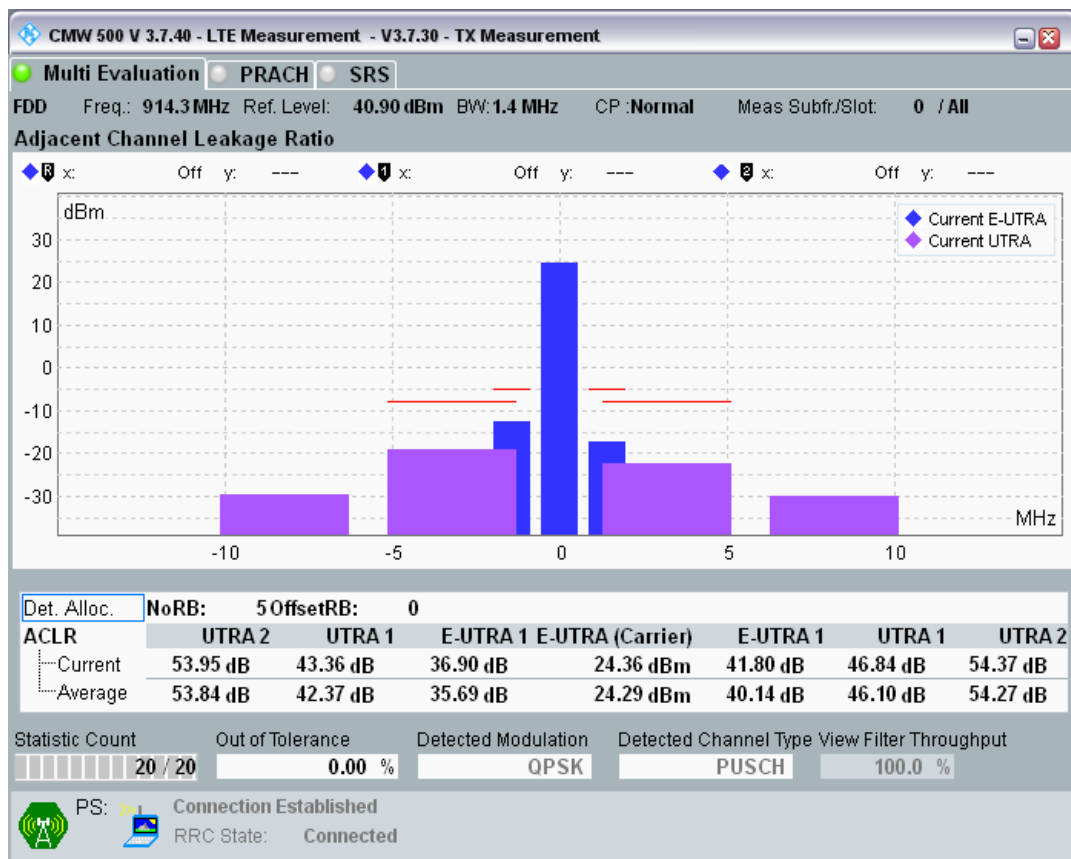 CMW 500 V 3.7.40 - LTE Measurement - V3.7.30 - TX Measurement
Multi Evaluation PRACH SRS
FDD Freq.: 914.3 MHz Ref. Level: 40.90 dBm BW: 1.4 MHz CP :Normal Meas Subfr./Slot: 0 / All
Adjacent Channel Leakage Ratio
R x: Off y: --- 1 x: Off y: --- 2 x: Off y: ---
dBm
Current E-UTRA
Current UTRA
30
20
10
0
-10
-20
-30
MHz
-10 -5 0 5 10
Det. Alloc. NoRB: 5 OffsetRB: 0
ACLR UTRA 2 UTRA 1 E-UTRA 1 E-UTRA (Carrier) E-UTRA 1 UTRA 1 UTRA 2
Current 53.95 dB 43.36 dB 36.90 dB 24.36 dBm 41.80 dB 46.84 dB 54.37 dB
Average 53.84 dB 42.37 dB 35.69 dB 24.29 dBm 40.14 dB 46.10 dB 54.27 dB
Statistic Count Out of Tolerance Detected Modulation Detected Channel Type View Filter Throughput
20 / 20 0.00 % QPSK PUSCH 100.0 %
PS: Connection Established
RRC State: Connected